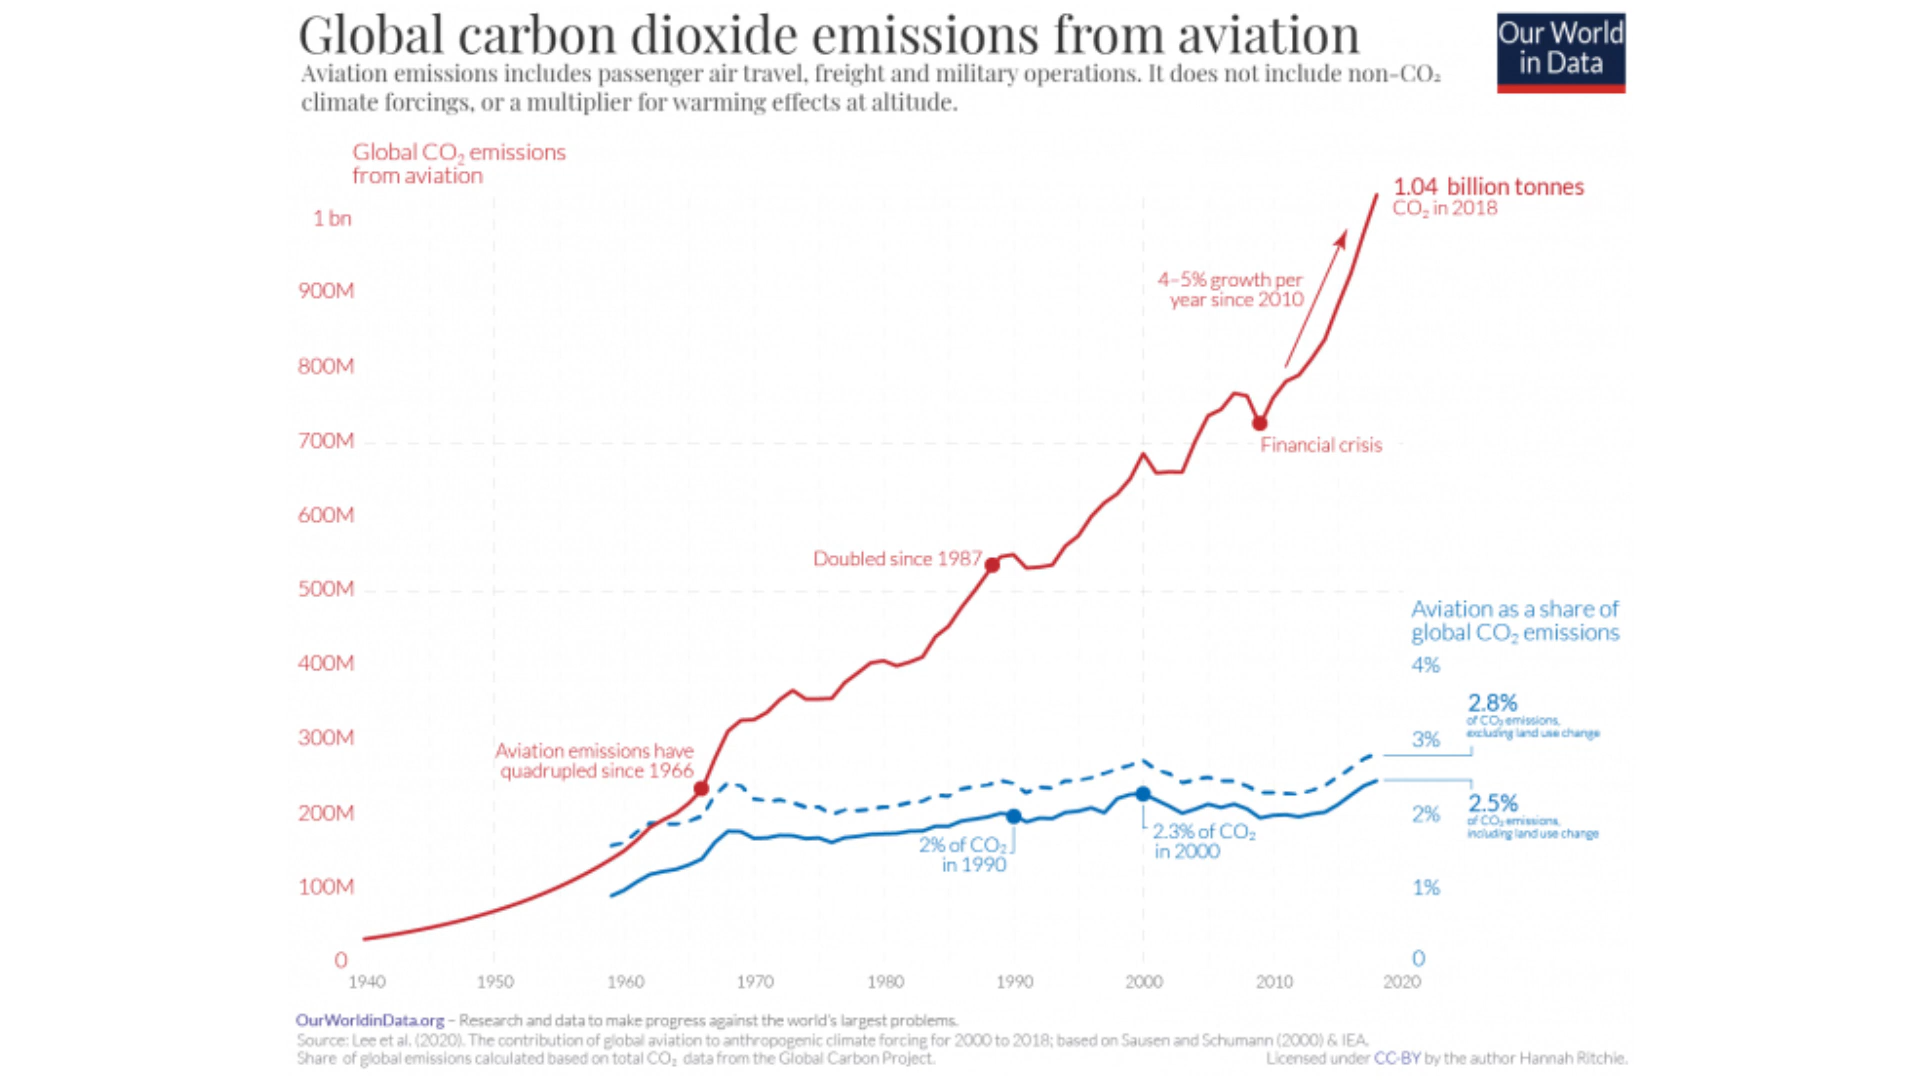 Global carbon dioxide emissions from aviation
Our World
in Data
Aviation emissions includes passenger air travel, freight and military operations. It does not include non-CO₂
climate forcings, or a multiplier for warming effects at altitude.
Global CO₂ emissions
from aviation
1.04 billion tonnes
CO₂ in 2018
1 bn
4–5% growth per
year since 2010
900M
800M
700M
Financial crisis
600M
Doubled since 1987
500M
Aviation as a share of
global CO₂ emissions
400M
4%
2.8%
of CO₂ emissions,
excluding land use change
300M
3%
Aviation emissions have
quadrupled since 1966
200M
2%
2.5%
of CO₂ emissions,
including land use change
2% of CO₂
in 1990
2.3% of CO₂
in 2000
100M
1%
0
0
1940 1950 1960 1970 1980 1990 2000 2010 2020
OurWorldinData.org – Research and data to make progress against the world's largest problems.
Source: Lee et al. (2020). The contribution of global aviation to anthropogenic climate forcing for 2000 to 2018; based on Sausen and Schumann (2000) & IEA.
Share of global emissions calculated based on total CO₂ data from the Global Carbon Project.
Licensed under CC-BY by the author Hannah Ritchie.